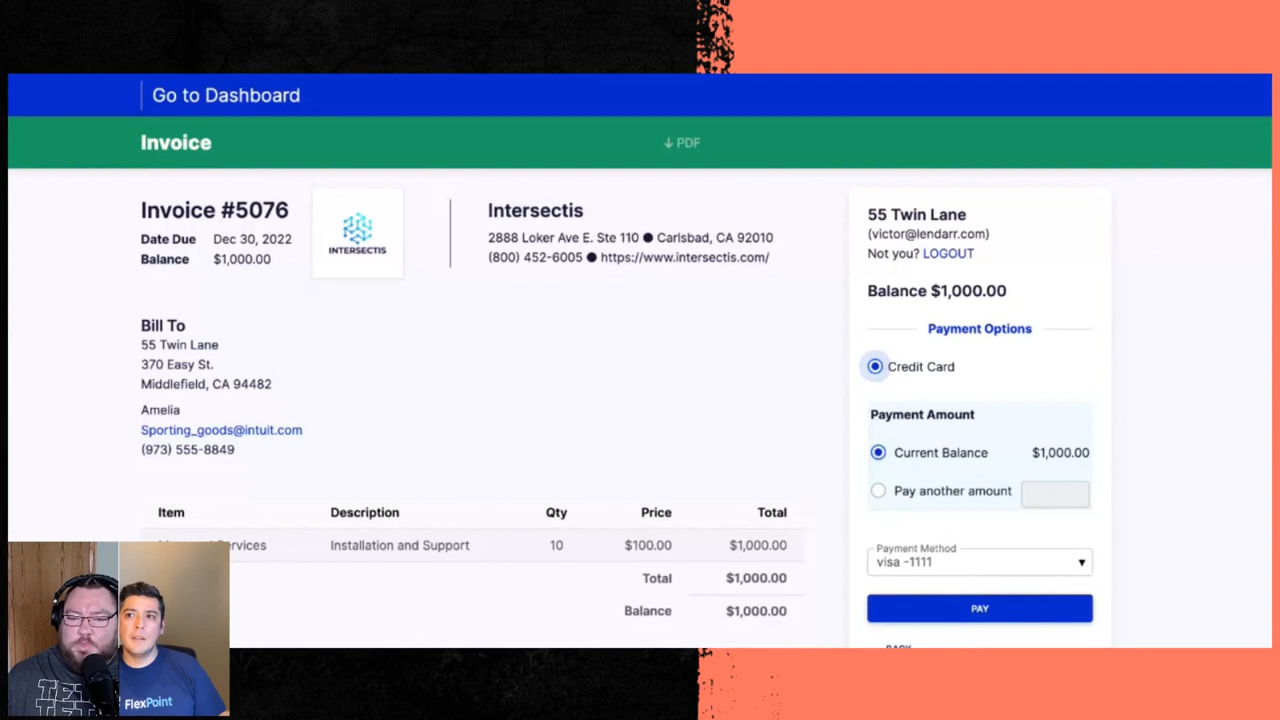 Go to Dashboard
Invoice
PDF
Invoice #5076
Date Due Dec 30, 2022
Balance $1,000.00
INTERSECTIS
Intersectis
2888 Loker Ave E. Ste 110 ● Carlsbad, CA 92010
(800) 452-6005 ● https://www.intersectis.com/
Bill To
55 Twin Lane
370 Easy St.
Middlefield, CA 94482
Amelia
Sporting_goods@intuit.com
(973) 555-8849
Item Description Qty Price Total
Services Installation and Support 10 $100.00 $1,000.00
Total $1,000.00
Balance $1,000.00
55 Twin Lane
(victor@lendarr.com)
Not you? LOGOUT
Balance $1,000.00
Payment Options
Credit Card
Payment Amount
Current Balance $1,000.00
Pay another amount
Payment Method
visa -1111
PAY
FlexPoint